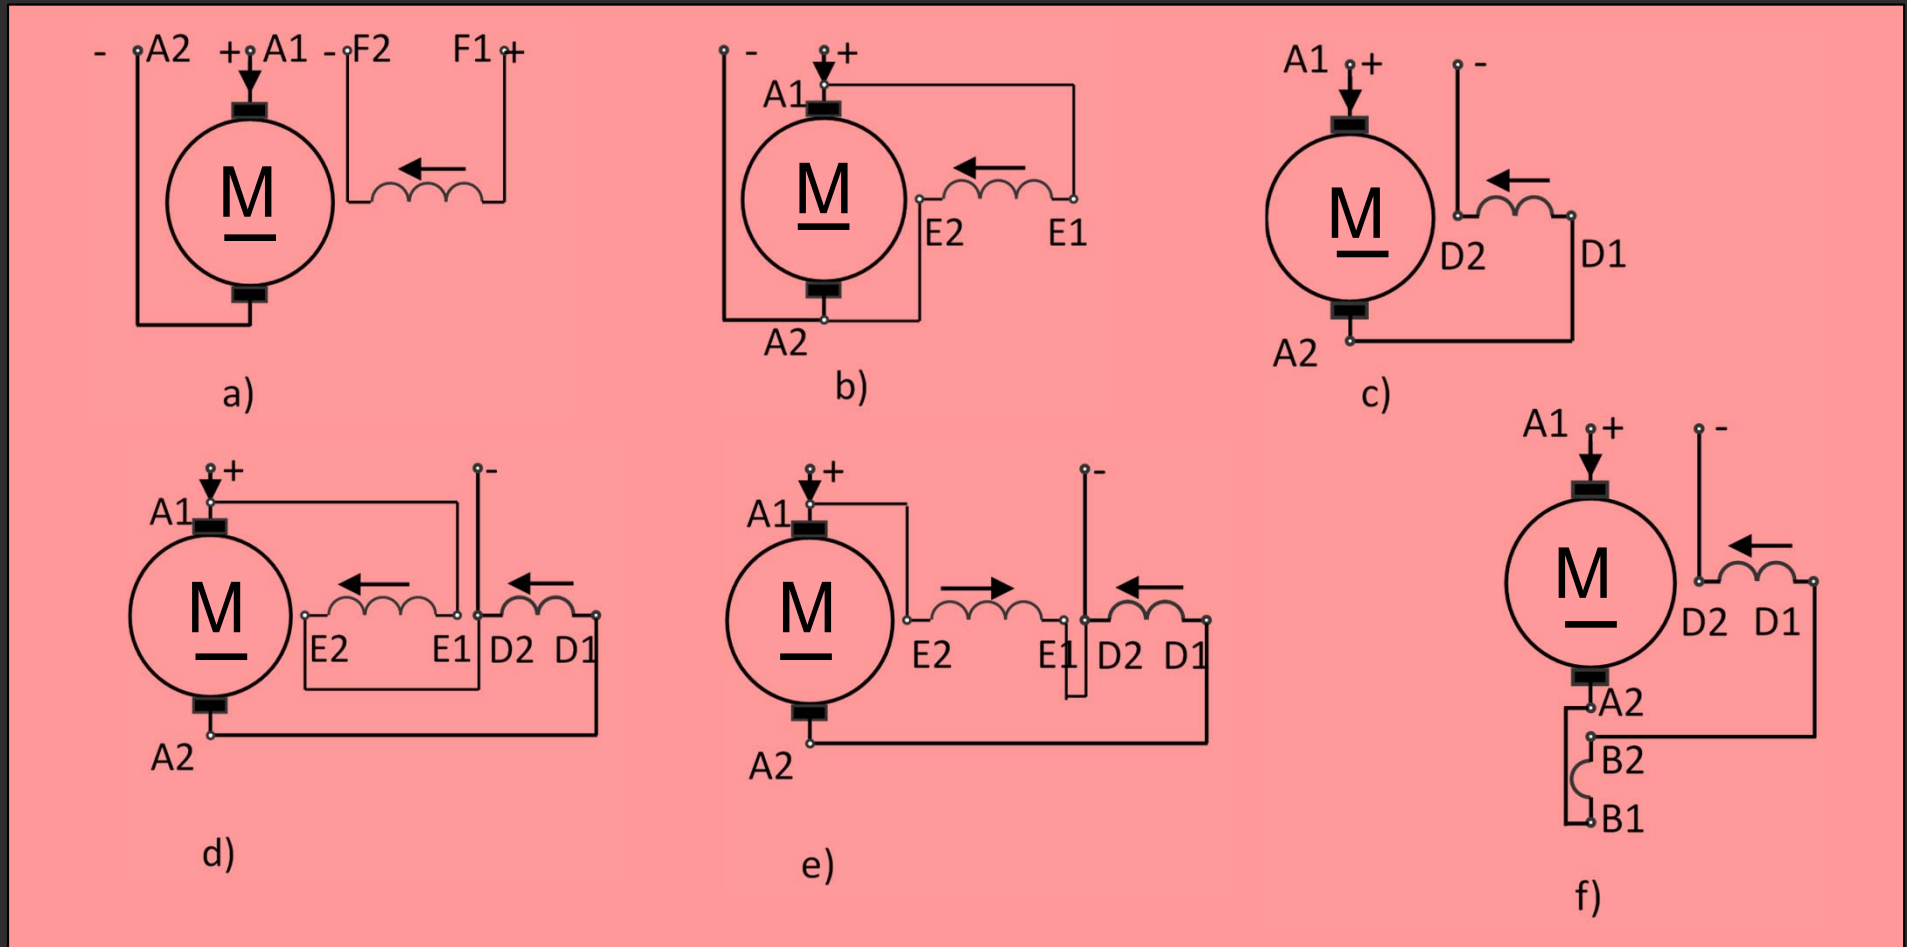 - A2 + A1 - F2 F1 +
M
a)
- +
A1
M
E2 E1
A2
b)
A1 + -
M
D2 D1
A2
c)
+ -
A1
M
E2 E1 D2 D1
A2
d)
+ -
A1
M
E2 E1 D2 D1
A2
e)
A1 + -
M
D2 D1
A2
B2
B1
f)